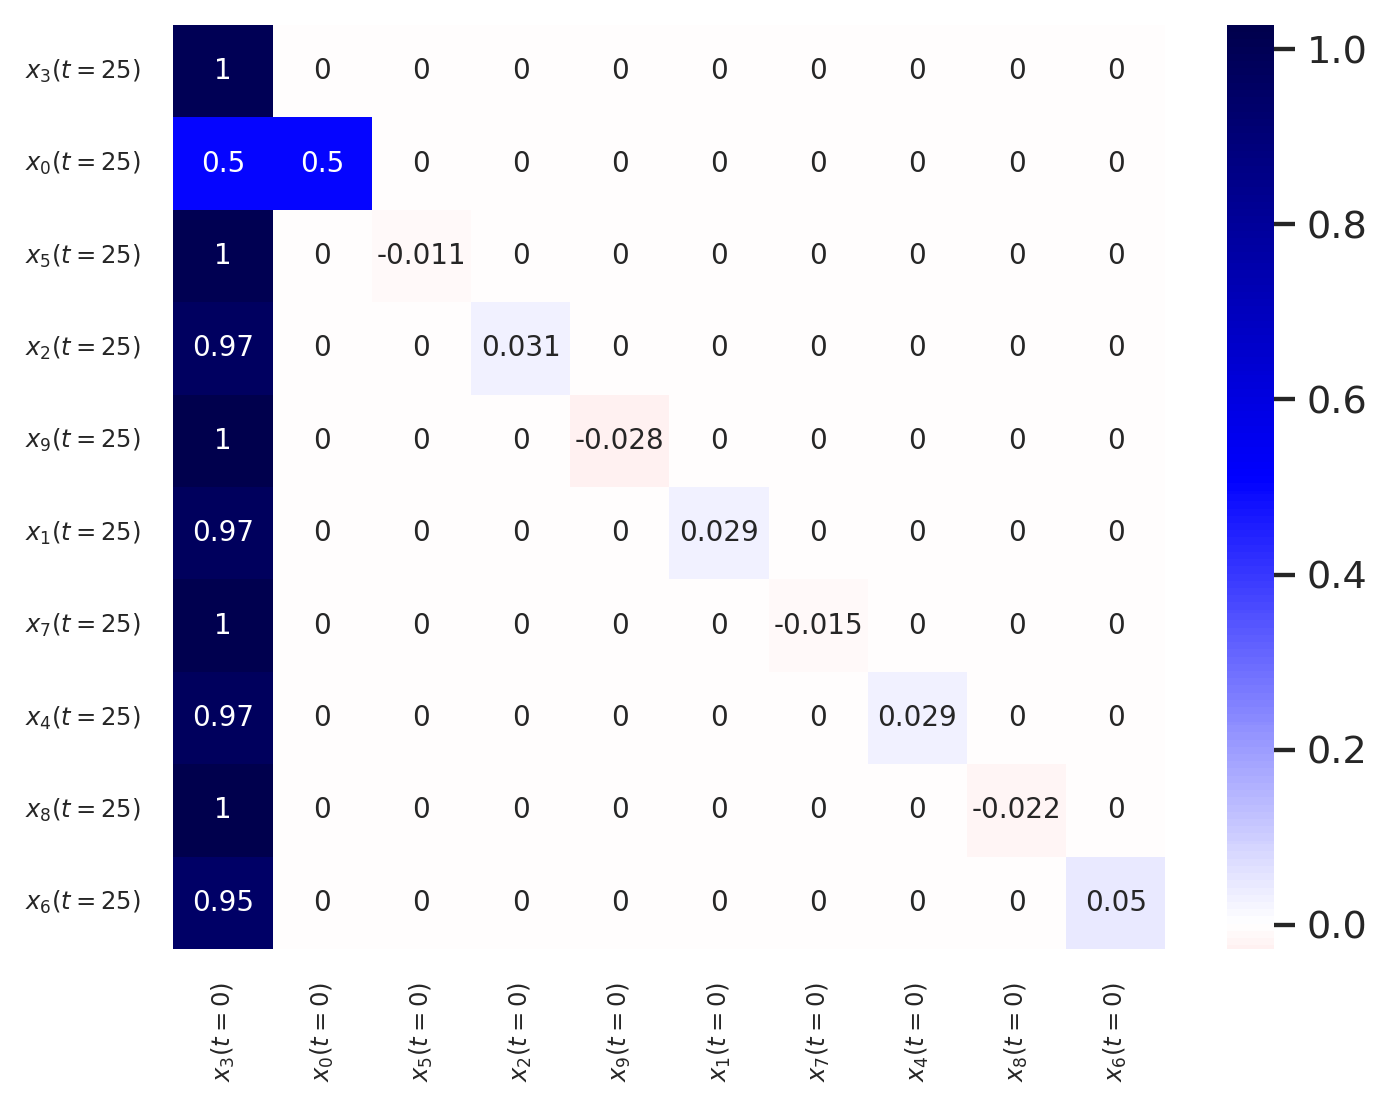 x₃(t = 25) 1 0 0 0 0 0 0 0 0 0
x₀(t = 25) 0.5 0.5 0 0 0 0 0 0 0 0
x₅(t = 25) 1 0 -0.011 0 0 0 0 0 0 0
x₂(t = 25) 0.97 0 0 0.031 0 0 0 0 0 0
x₉(t = 25) 1 0 0 0 -0.028 0 0 0 0 0
x₁(t = 25) 0.97 0 0 0 0 0.029 0 0 0 0
x₇(t = 25) 1 0 0 0 0 0 -0.015 0 0 0
x₄(t = 25) 0.97 0 0 0 0 0 0 0.029 0 0
x₈(t = 25) 1 0 0 0 0 0 0 0 -0.022 0
x₆(t = 25) 0.95 0 0 0 0 0 0 0 0 0.05
x₃(t = 0)
x₀(t = 0)
x₅(t = 0)
x₂(t = 0)
x₉(t = 0)
x₁(t = 0)
x₇(t = 0)
x₄(t = 0)
x₈(t = 0)
x₆(t = 0)
1.0
0.8
0.6
0.4
0.2
0.0